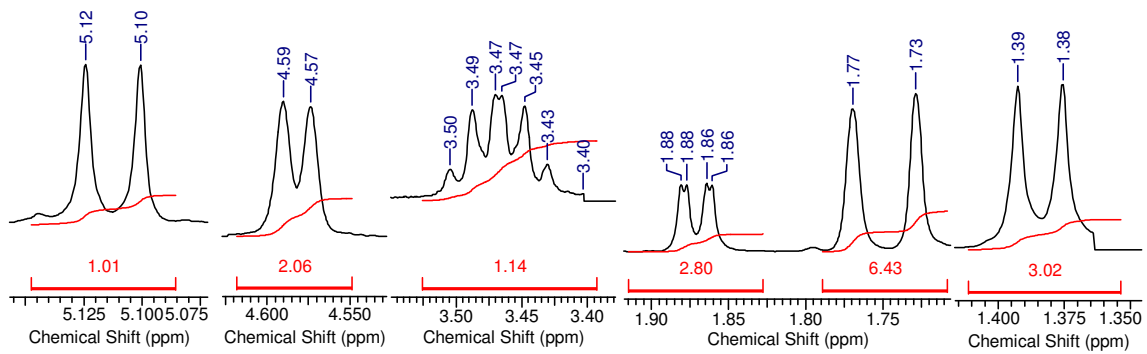 5.12 5.10 4.59 4.57 3.50 3.49 3.47 3.47 3.45 3.43 3.40 1.88 1.88 1.86 1.86 1.77 1.73 1.39 1.38
1.01 2.06 1.14 2.80 6.43 3.02
5.125 5.100 5.075 4.600 4.550 3.50 3.45 3.40 1.90 1.85 1.80 1.75 1.400 1.375 1.350
Chemical Shift (ppm) Chemical Shift (ppm) Chemical Shift (ppm) Chemical Shift (ppm) Chemical Shift (ppm)